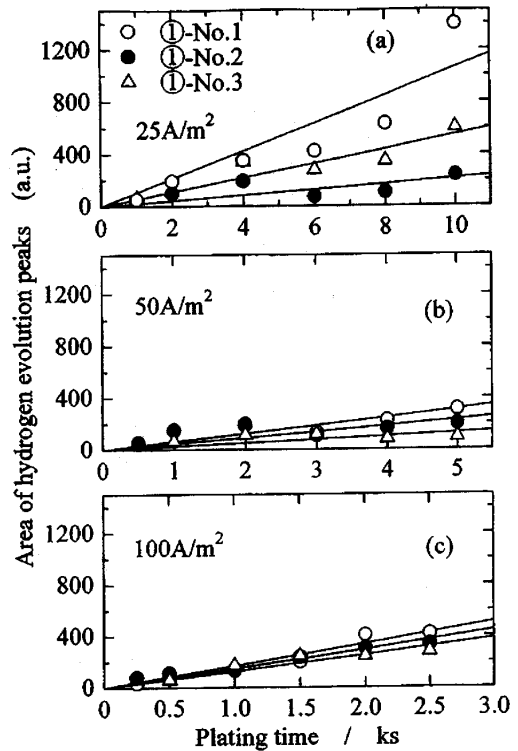 Area of hydrogen evolution peaks (a.u.)
1200
800
400
0
①-No.1
①-No.2
①-No.3
(a)
25A/m²
0 2 4 6 8 10
1200
800
400
0
50A/m²
(b)
0 1 2 3 4 5
1200
800
400
0
100A/m²
(c)
0 0.5 1.0 1.5 2.0 2.5 3.0
Plating time / ks